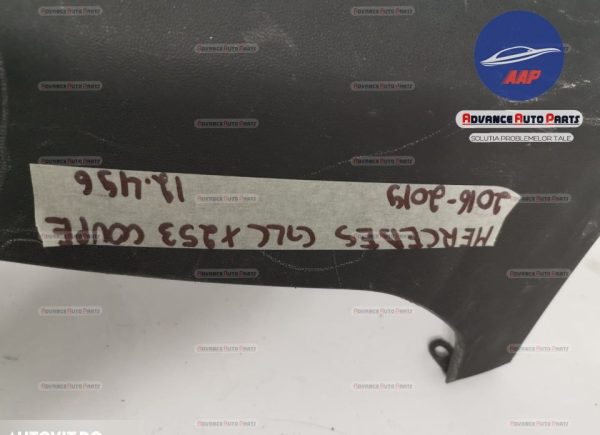 AAP
ADVANCE AUTO PARTS
SOLUTIA PROBLEMELOR TALE
MERCEDES GLC X253 COUPE
2016-2019 12.456